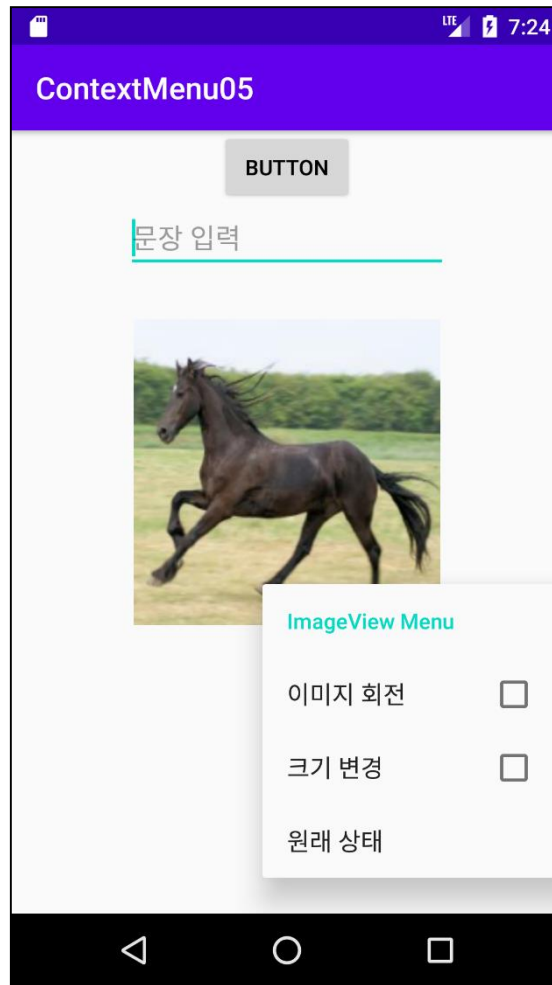 LTE 7:24
ContextMenu05
BUTTON
문장 입력
ImageView Menu
이미지 회전
크기 변경
원래 상태